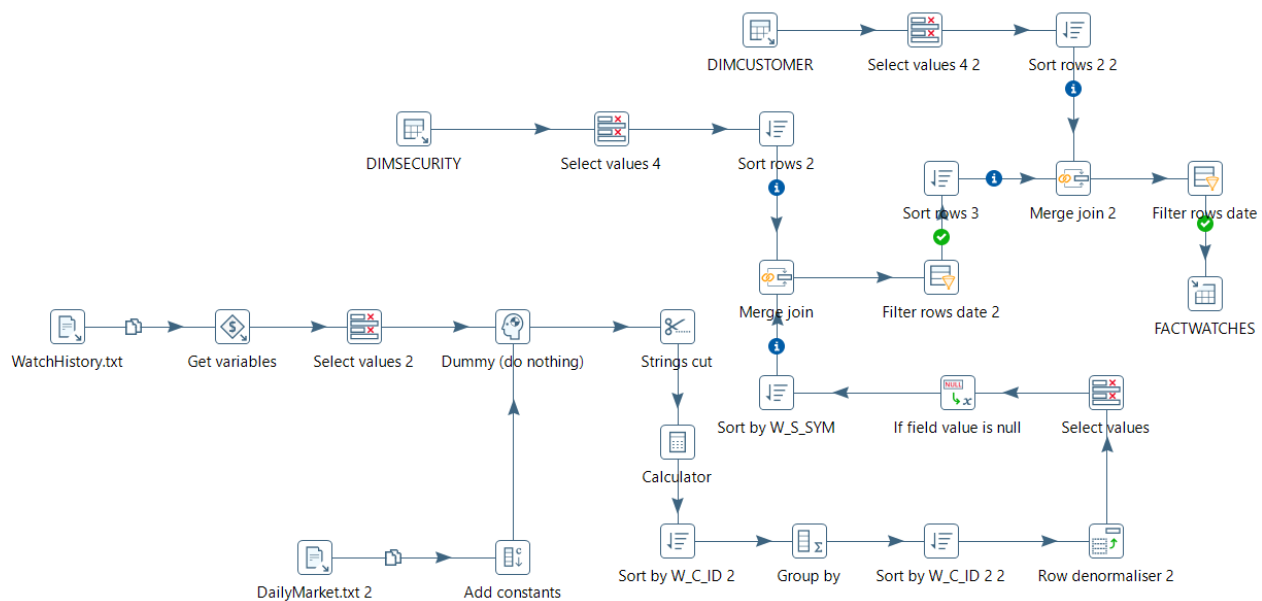 DIMCUSTOMER
Select values 4 2
Sort rows 2 2
DIMSECURITY
Select values 4
Sort rows 2
Sort rows 3
Merge join 2
Filter rows date
Merge join
Filter rows date 2
FACTWATCHES
WatchHistory.txt
Get variables
Select values 2
Dummy (do nothing)
Strings cut
NULL
x
Sort by W_S_SYM
If field value is null
Select values
Calculator
DailyMarket.txt 2
Add constants
Sort by W_C_ID 2
Group by
Sort by W_C_ID 2 2
Row denormaliser 2